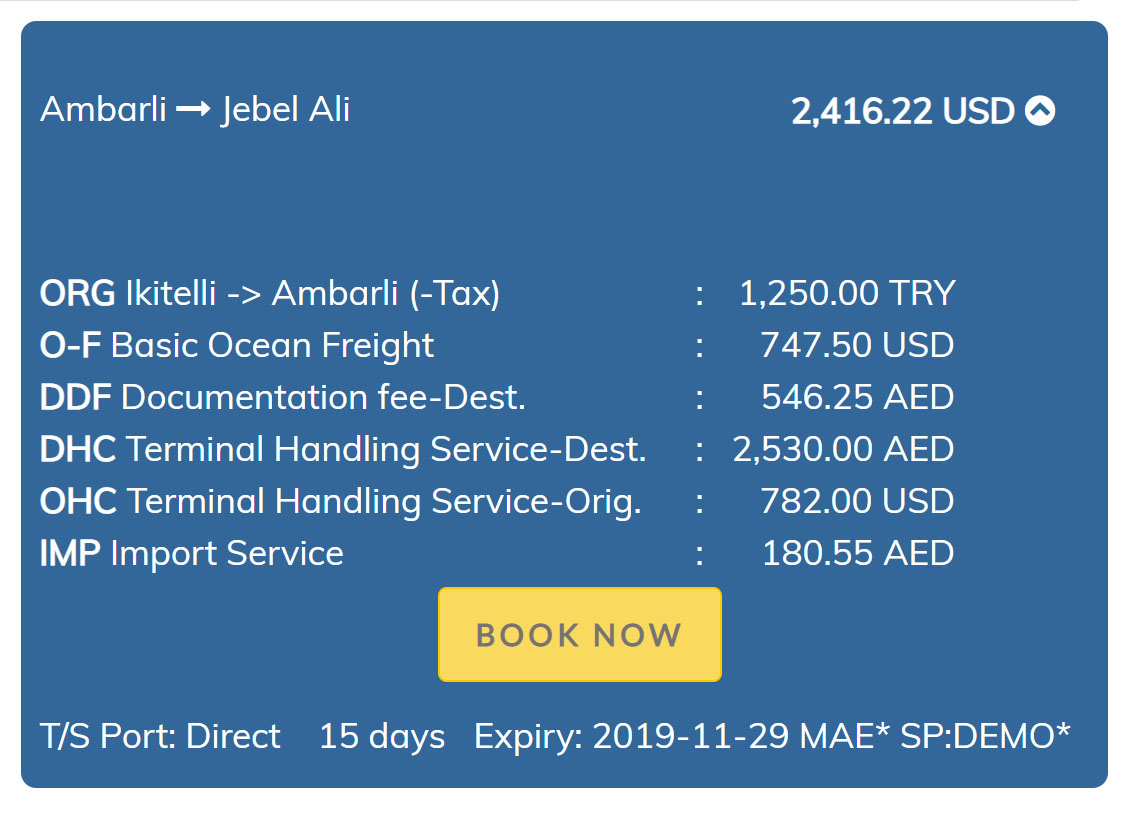 Ambarli → Jebel Ali 2,416.22 USD
ORG Ikitelli -> Ambarli (-Tax) : 1,250.00 TRY
O-F Basic Ocean Freight : 747.50 USD
DDF Documentation fee-Dest. : 546.25 AED
DHC Terminal Handling Service-Dest. : 2,530.00 AED
OHC Terminal Handling Service-Orig. : 782.00 USD
IMP Import Service : 180.55 AED
BOOK NOW
T/S Port: Direct 15 days Expiry: 2019-11-29 MAE* SP:DEMO*